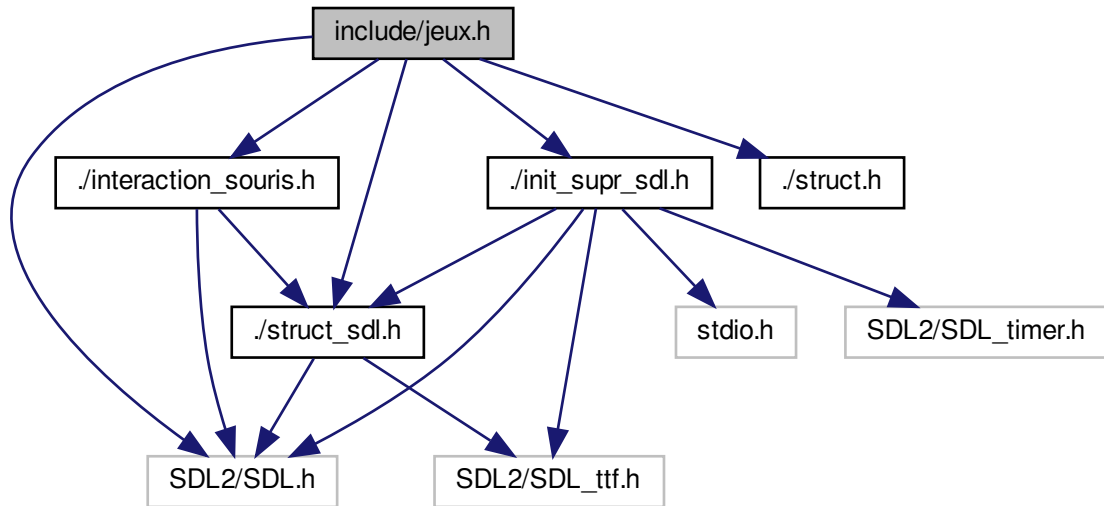 include/jeux.h
./interaction_souris.h
./init_supr_sdl.h
./struct.h
./struct_sdl.h
stdio.h
SDL2/SDL_timer.h
SDL2/SDL.h
SDL2/SDL_ttf.h